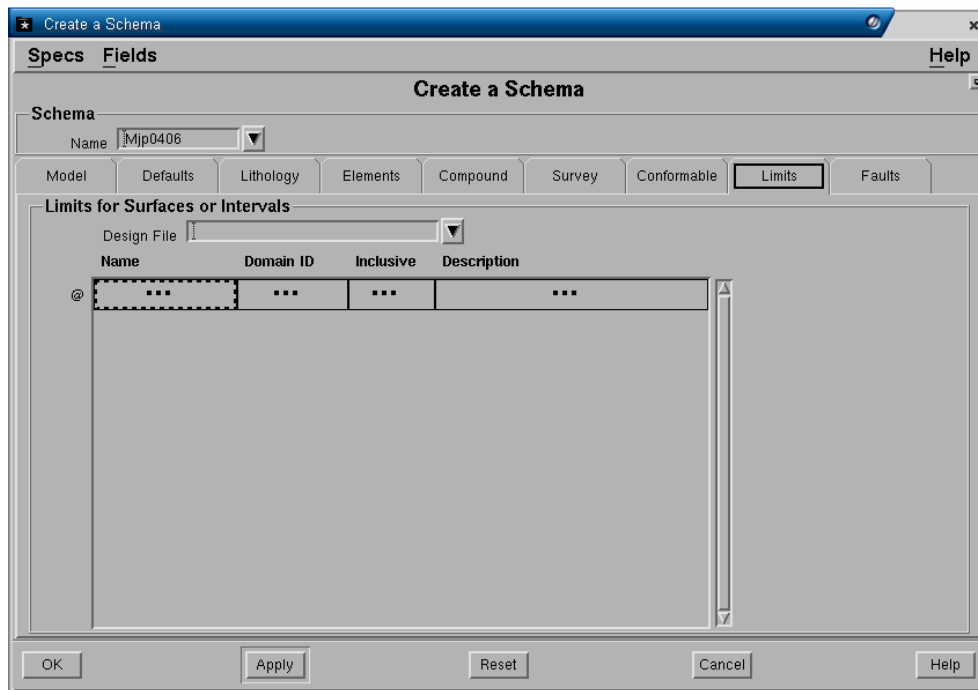 Create a Schema
Specs Fields Help
Create a Schema
Schema
Name Mjp0406
Model Defaults Lithology Elements Compound Survey Conformable Limits Faults
Limits for Surfaces or Intervals
Design File
Name Domain ID Inclusive Description
@ ... ... ... ...
OK Apply Reset Cancel Help